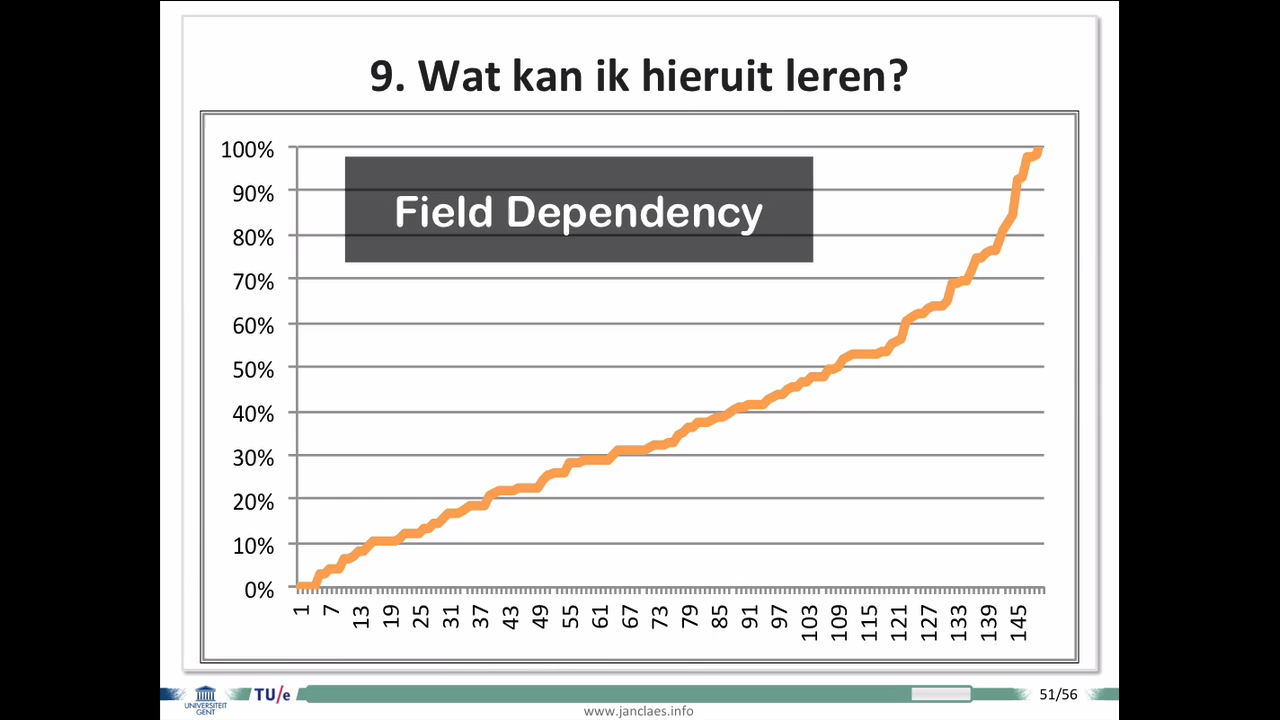 9. Wat kan ik hieruit leren?
Field Dependency
100%
90%
80%
70%
60%
50%
40%
30%
20%
10%
0%
1 7 13 19 25 31 37 43 49 55 61 67 73 79 85 91 97 103 109 115 121 127 133 139 145
UNIVERSITEIT
GENT
TU/e
51/56
www.janclaes.info